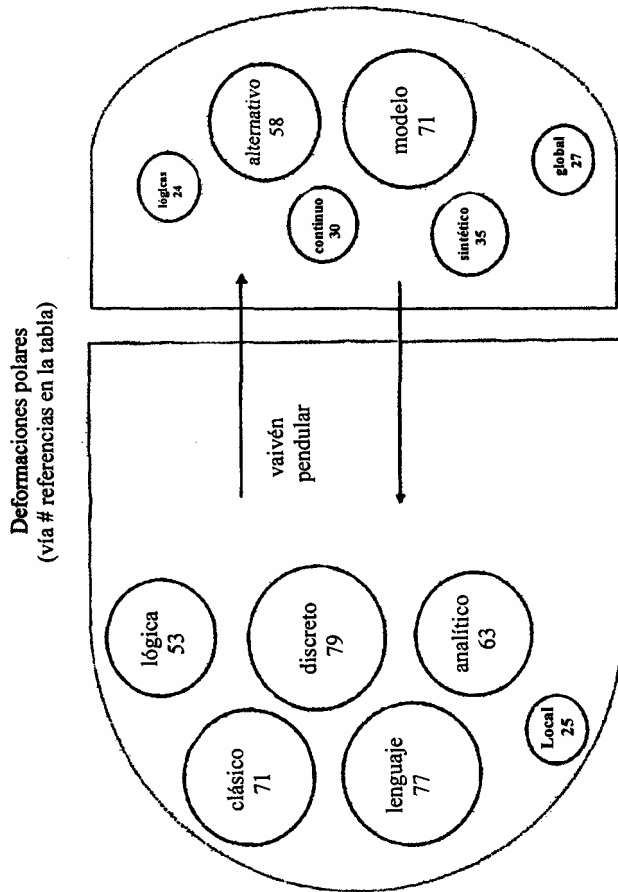 Deformaciones polares
(vía # referencias en la tabla)
lógica
53
clásico
71
discreto
79
lenguaje
77
analítico
63
Local
25
vaivén
pendular
lógicas
24
alternativo
58
continuo
30
modelo
71
sintético
35
global
27